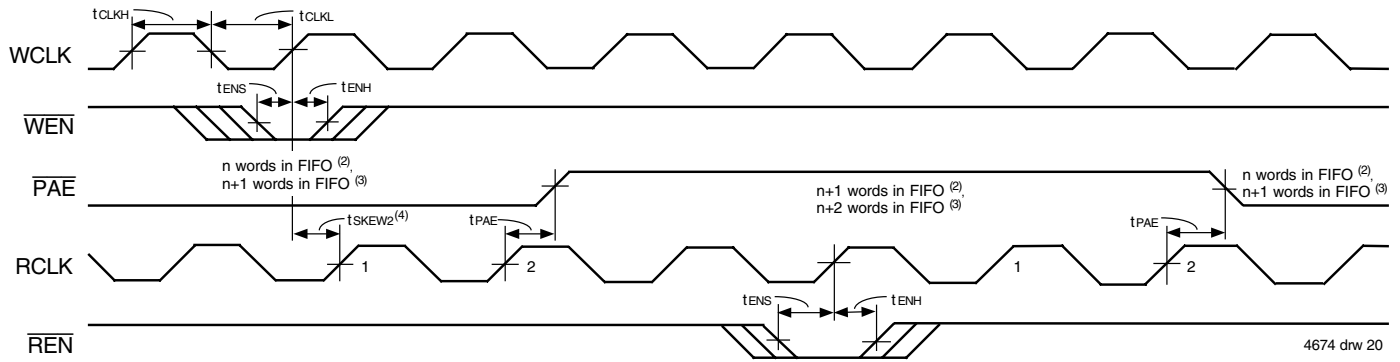 tCLKH
tCLKL
WCLK
tENS
tENH
WEN
n words in FIFO (2),
n+1 words in FIFO (3)
PAE
n+1 words in FIFO (2),
n+2 words in FIFO (3)
n words in FIFO (2),
n+1 words in FIFO (3)
tSKEW2(4)
tPAE
tPAE
RCLK
1
2
1
2
tENS
tENH
REN
4674 drw 20